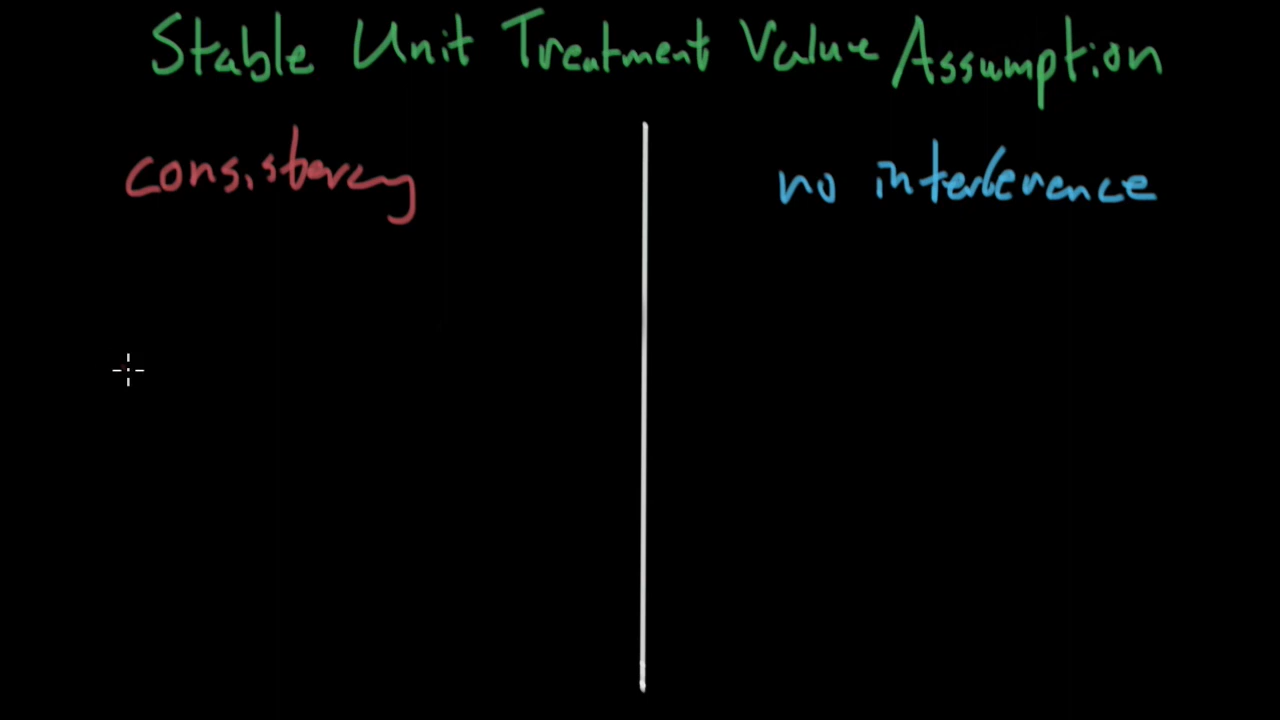 Stable Unit Treatment Value Assumption
consistency
no interference